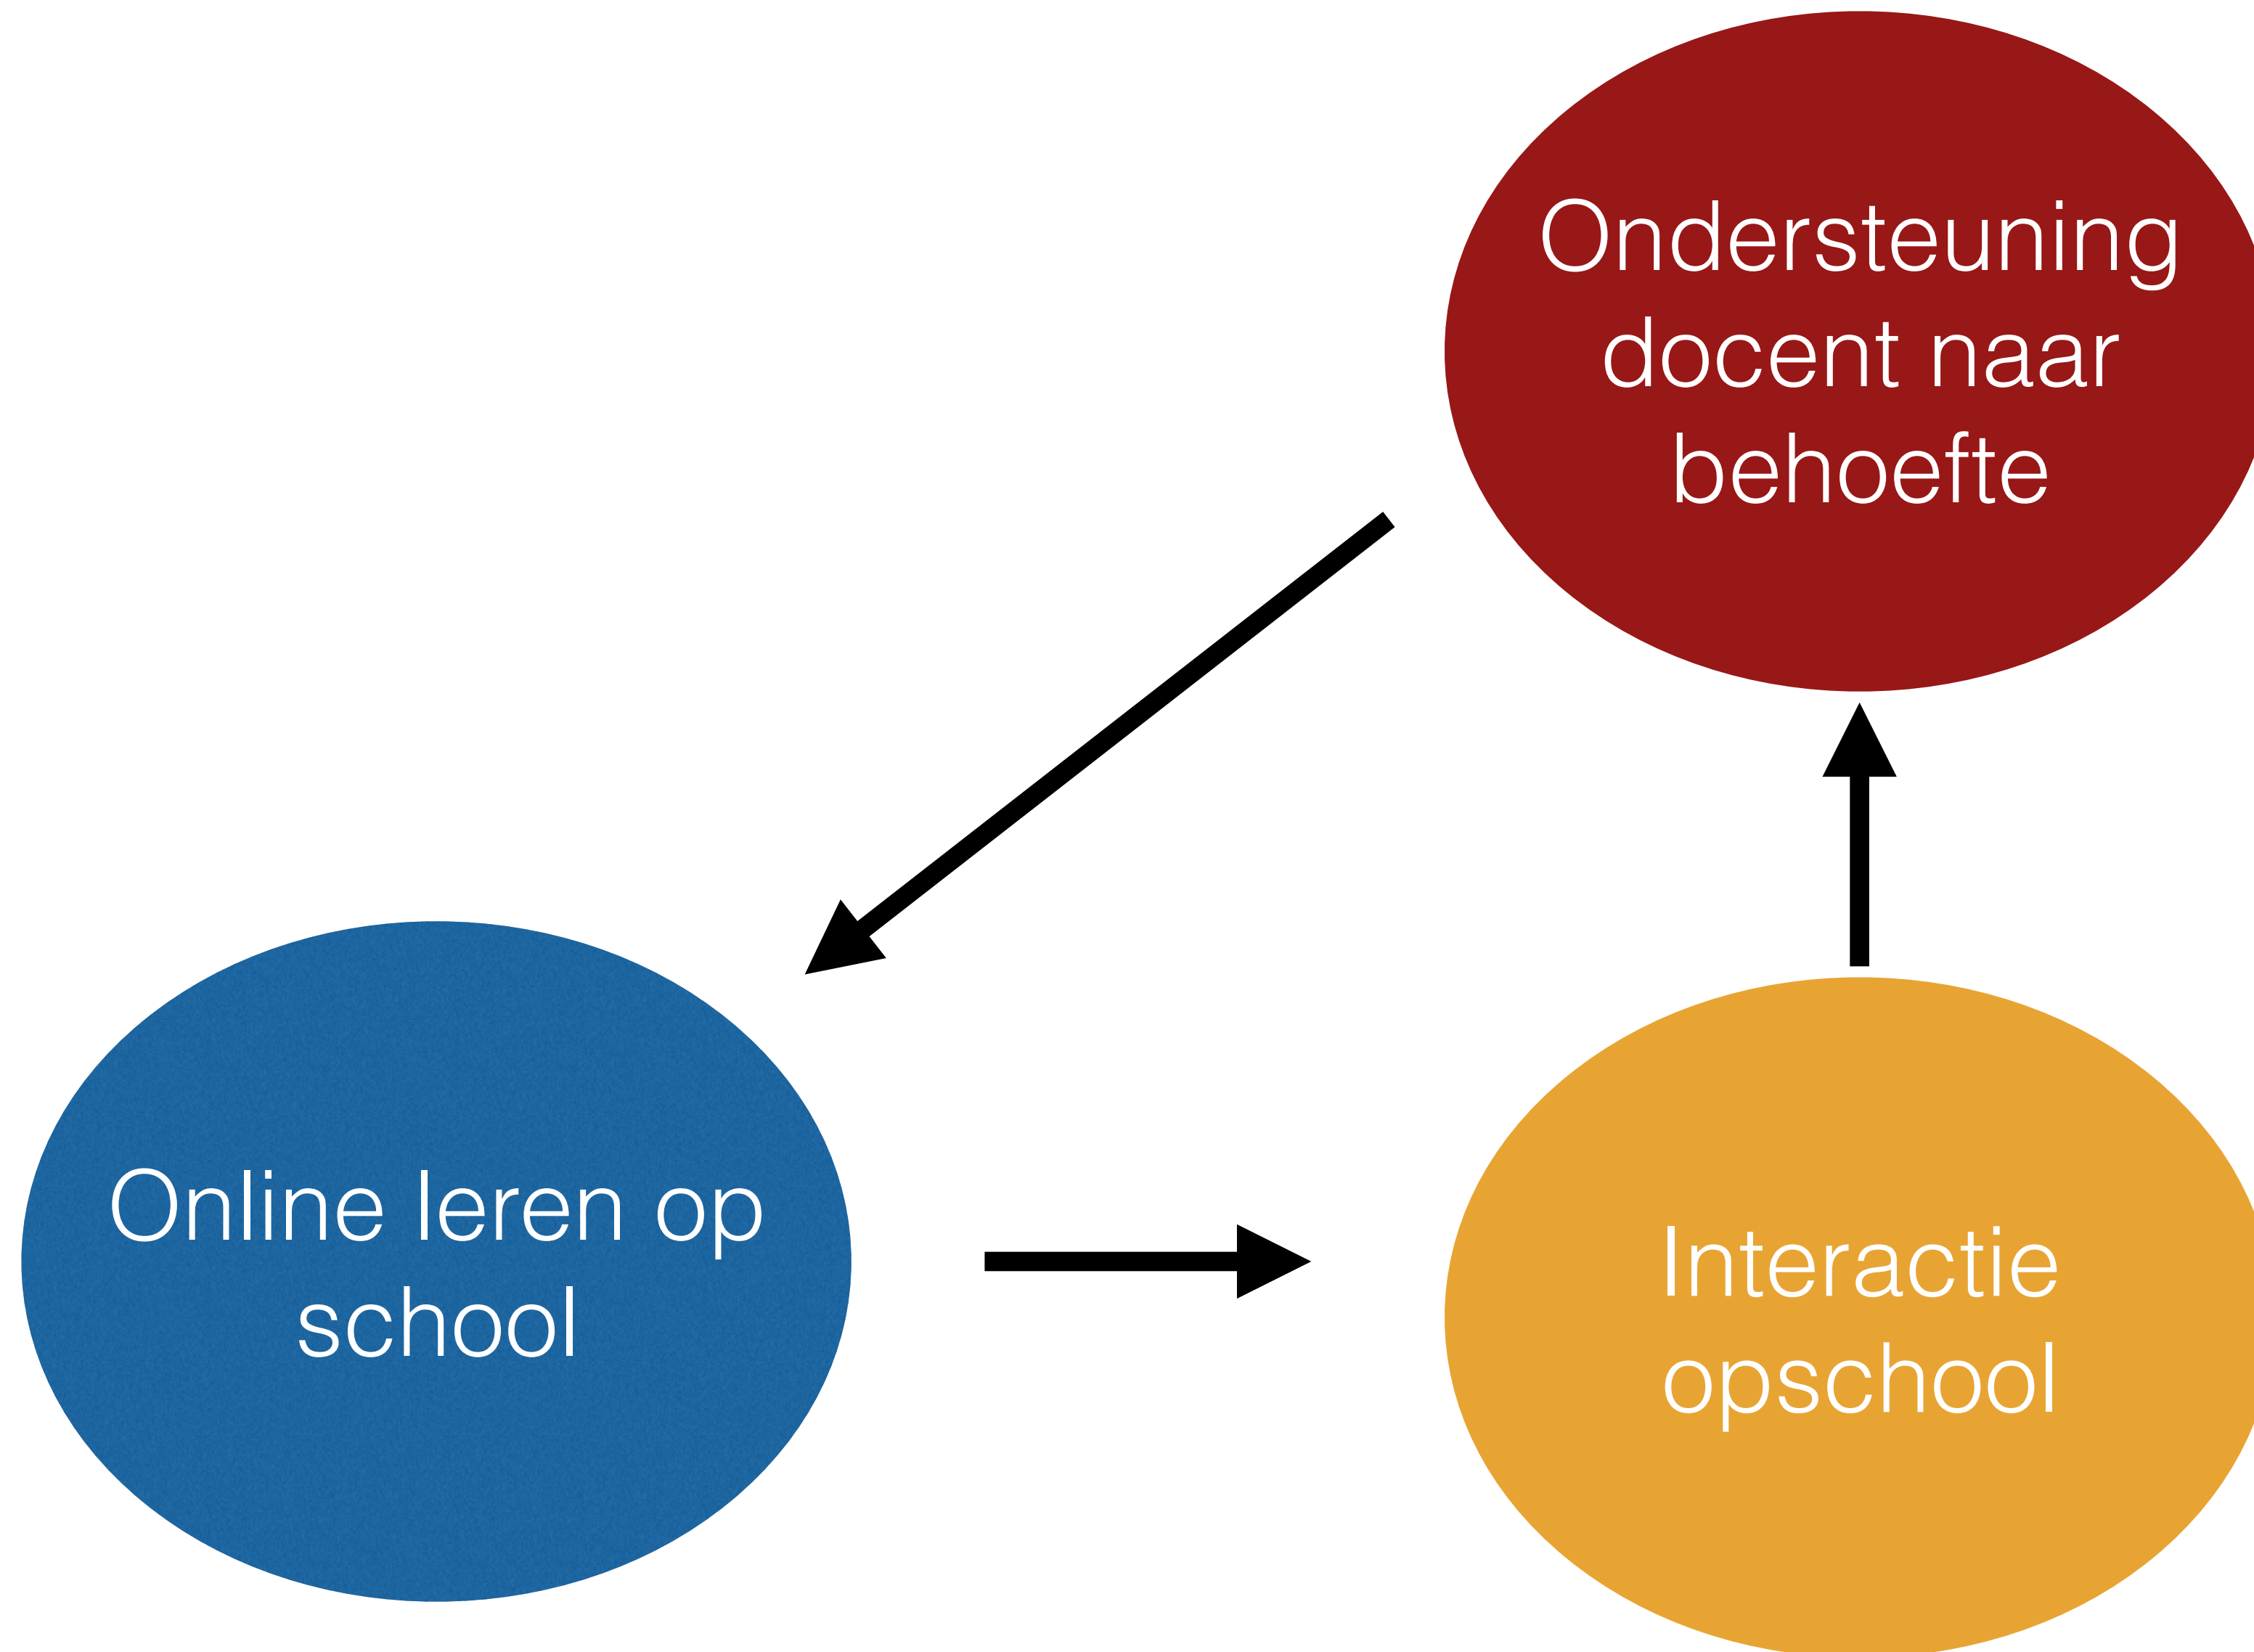 Ondersteuning
docent naar
behoefte
Online leren op
school
Interactie
opschool